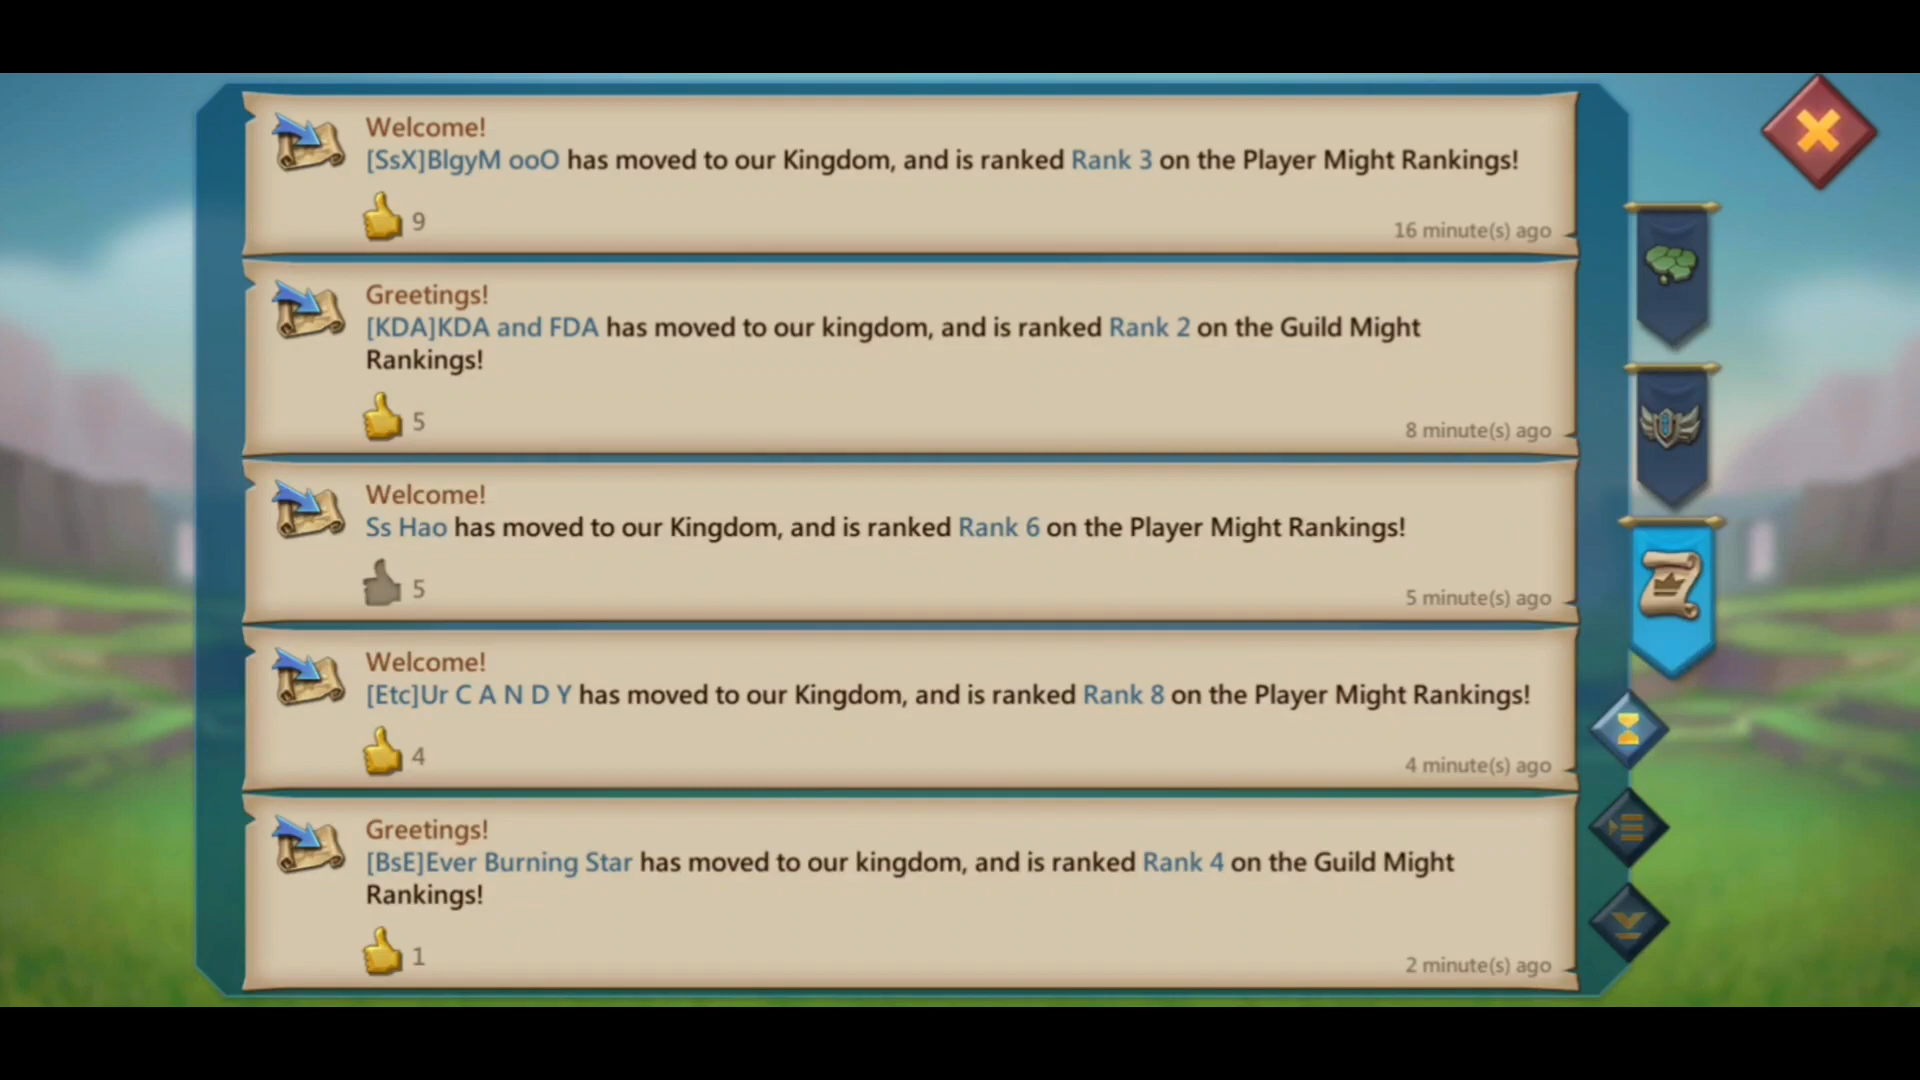 Welcome!
[SsX]BlgyM ooO has moved to our Kingdom, and is ranked Rank 3 on the Player Might Rankings!
9
16 minute(s) ago
Greetings!
[KDA]KDA and FDA has moved to our kingdom, and is ranked Rank 2 on the Guild Might
Rankings!
5
8 minute(s) ago
Welcome!
Ss Hao has moved to our Kingdom, and is ranked Rank 6 on the Player Might Rankings!
5
5 minute(s) ago
Welcome!
[Etc]Ur C A N D Y has moved to our Kingdom, and is ranked Rank 8 on the Player Might Rankings!
4
4 minute(s) ago
Greetings!
[BsE]Ever Burning Star has moved to our kingdom, and is ranked Rank 4 on the Guild Might
Rankings!
1
2 minute(s) ago